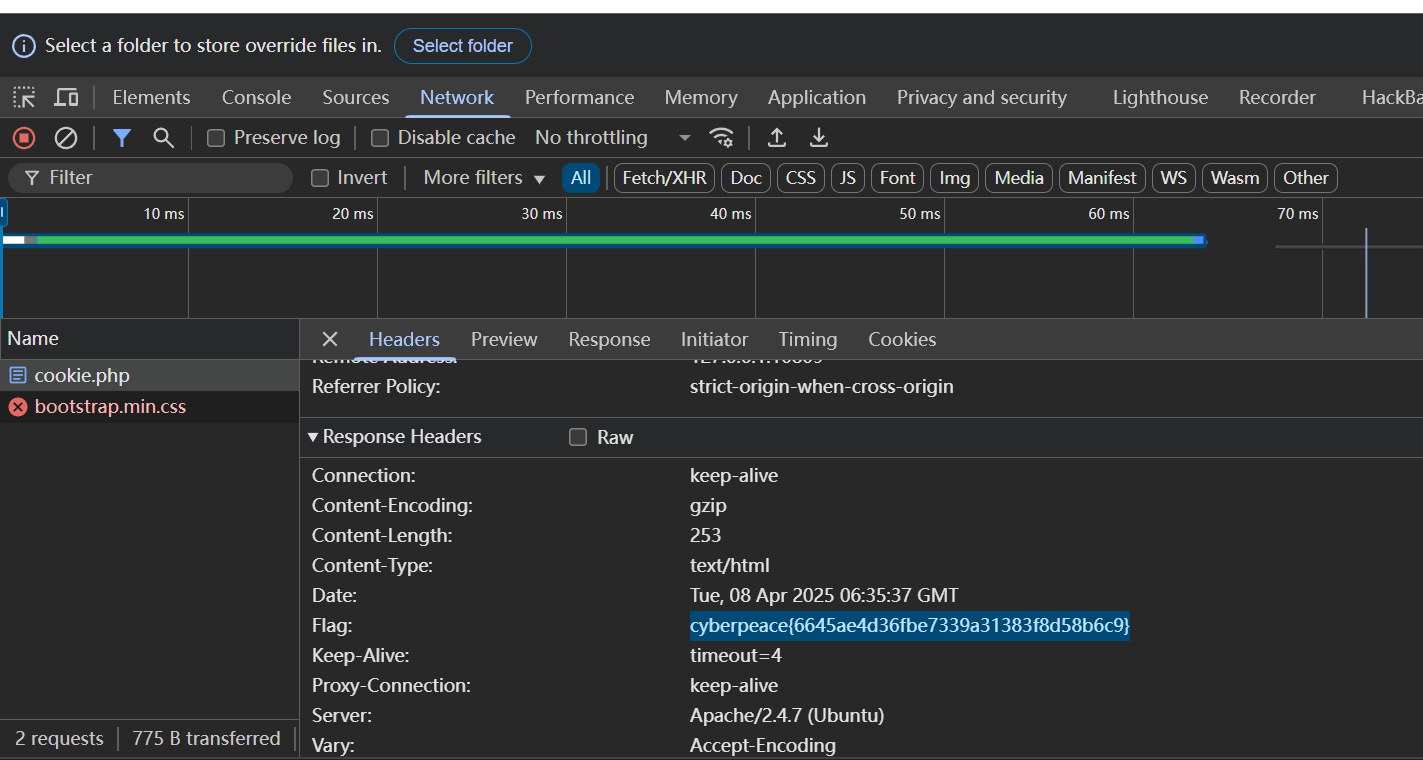 Select a folder to store override files in. Select folder
Elements Console Sources Network Performance Memory Application Privacy and security Lighthouse Recorder
Preserve log Disable cache No throttling
Filter Invert More filters All Fetch/XHR Doc CSS JS Font Img Media Manifest WS Wasm Other
10 ms 20 ms 30 ms 40 ms 50 ms 60 ms 70 ms
Name Headers Preview Response Initiator Timing Cookies
cookie.php
bootstrap.min.css
Referrer Policy: strict-origin-when-cross-origin
Response Headers Raw
Connection: keep-alive
Content-Encoding: gzip
Content-Length: 253
Content-Type: text/html
Date: Tue, 08 Apr 2025 06:35:37 GMT
Flag: cyberpeace{6645ae4d36fbe7339a31383f8d58b6c9}
Keep-Alive: timeout=4
Proxy-Connection: keep-alive
Server: Apache/2.4.7 (Ubuntu)
Vary: Accept-Encoding
2 requests 775 B transferred